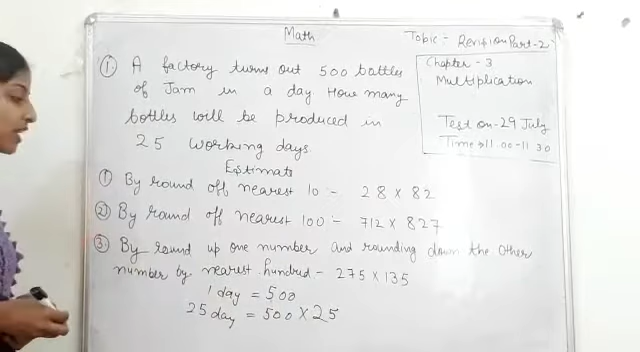 Math
Topic:- Revision Part-2
① A factory turns out 500 bottles
of Jam in a day How many
bottles will be produced in
25 working days.
Chapter - 3
Multiplication
Test on - 29 July
Time → 11.00-11.30
Estimate
① By round off nearest 10 :- 28 x 82
② By round off nearest 100 :- 712 x 827
③ By round up one number and rounding down the other
number by nearest hundred - 275 x 135
1 day = 500
25 day = 500 x 25